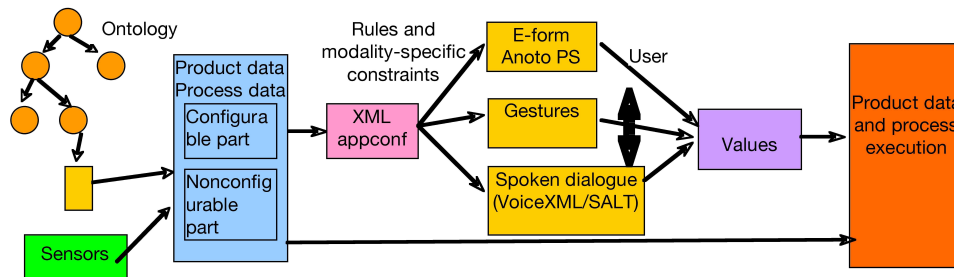 Ontology
Sensors
Product data
Process data
Configura
ble part
Nonconfig
urable
part
Rules and
modality-specific
constraints
XML
appconf
E-form
Anoto PS
Gestures
Spoken dialogue
(VoiceXML/SALT)
User
Values
Product data
and process
execution